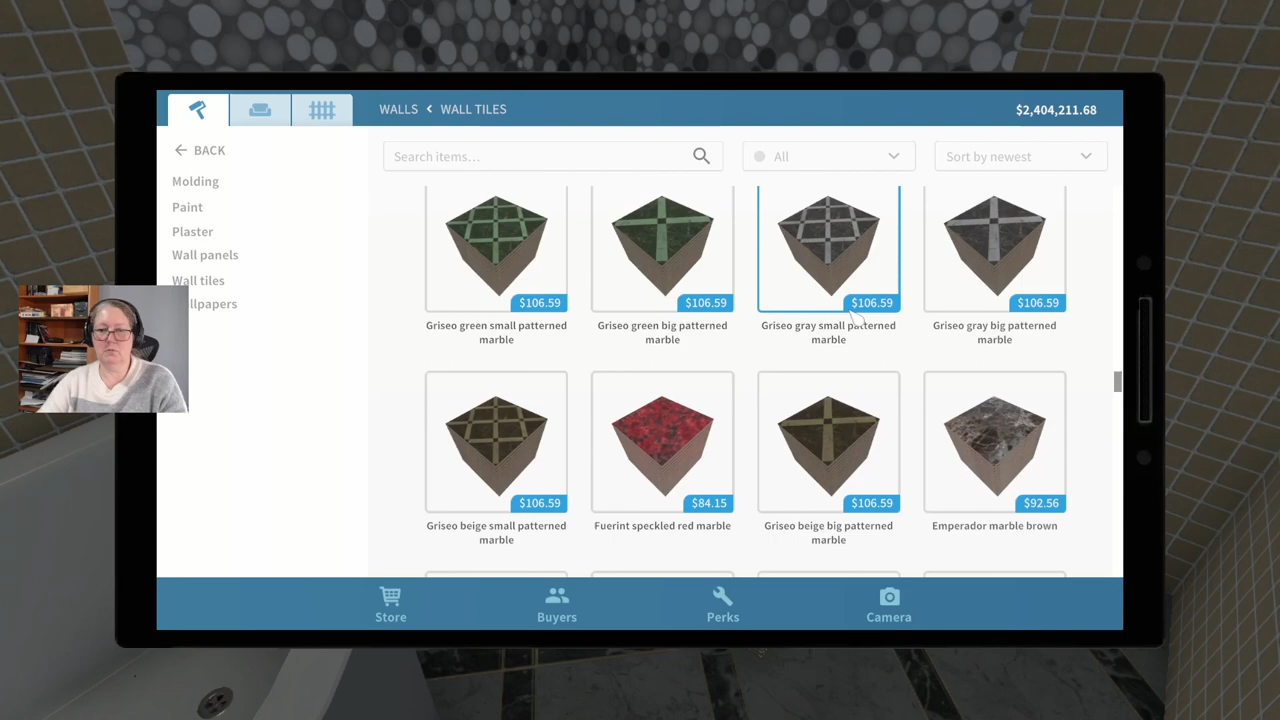 WALLS < WALL TILES
$2,404,211.68
BACK
Search items...
All
Sort by newest
Molding
Paint
Plaster
Wall panels
Wall tiles
llpapers
$106.59
$106.59
$106.59
$106.59
Griseo green small patterned
marble
Griseo green big patterned
marble
Griseo gray small patterned
marble
Griseo gray big patterned
marble
$106.59
$84.15
$106.59
$92.56
Griseo beige small patterned
marble
Fuerint speckled red marble
Griseo beige big patterned
marble
Emperador marble brown
Store
Buyers
Perks
Camera